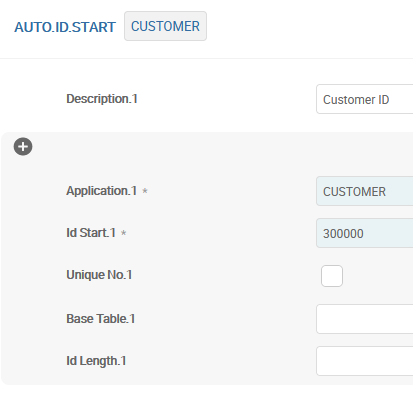 AUTO.ID.START CUSTOMER
Description.1 Customer ID
Application.1 * CUSTOMER
Id Start.1 * 300000
Unique No.1
Base Table.1
Id Length.1